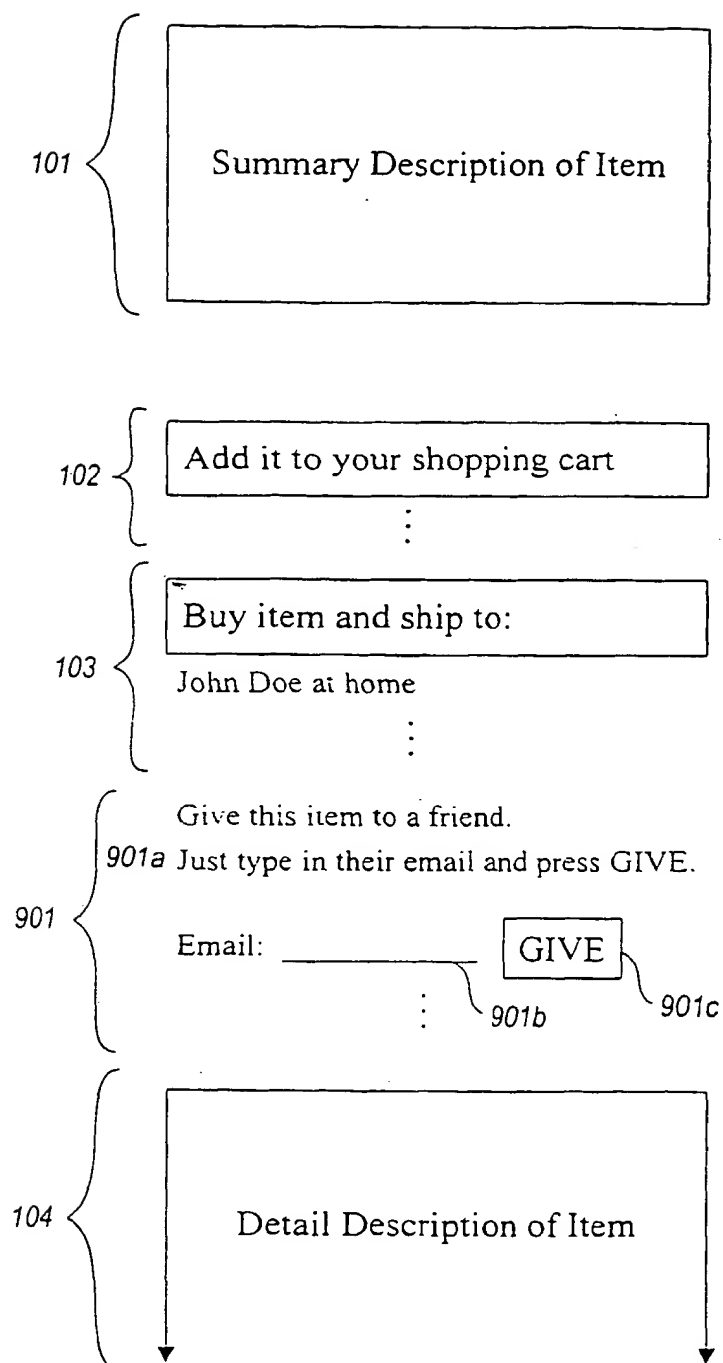 101
Summary Description of Item
102
Add it to your shopping cart
103
Buy item and ship to:
John Doe at home
901
Give this item to a friend.
901a Just type in their email and press GIVE.
Email: GIVE
901b
901c
104
Detail Description of Item